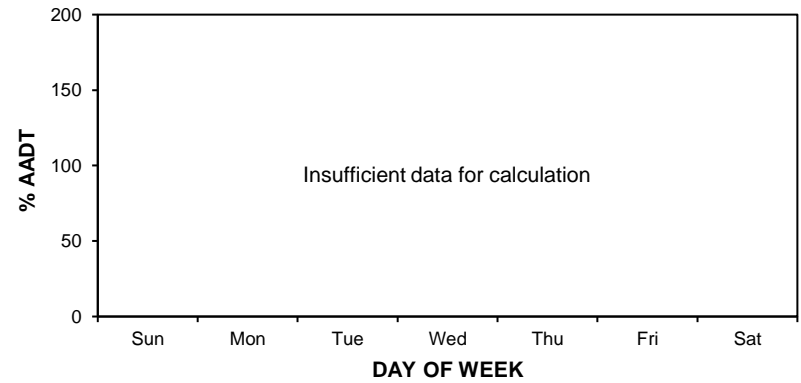 200
150
100
50
0
% AADT
Insufficient data for calculation
Sun Mon Tue Wed Thu Fri Sat
DAY OF WEEK